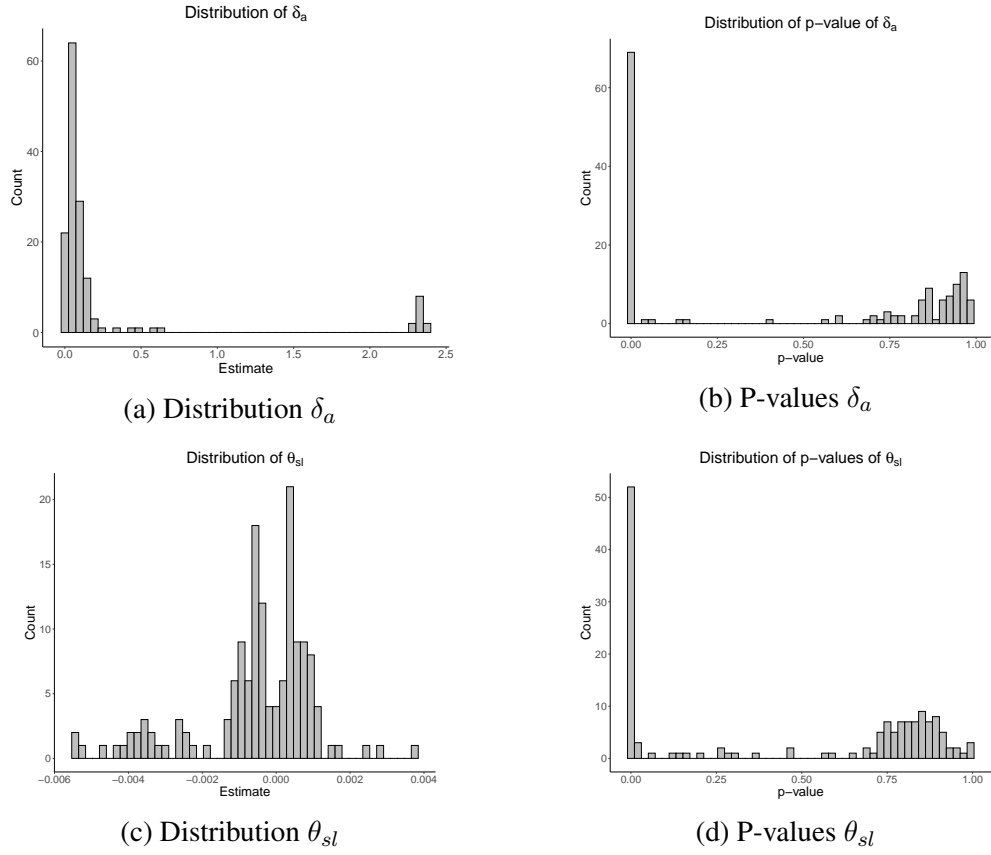 Distribution of δa
Count
60
40
20
0
0.0 0.5 1.0 1.5 2.0 2.5
Estimate
(a) Distribution δa
Distribution of p−value of δa
Count
60
40
20
0
0.00 0.25 0.50 0.75 1.00
p−value
(b) P-values δa
Distribution of θsl
Count
20
15
10
5
0
−0.006 −0.004 −0.002 0.000 0.002 0.004
Estimate
(c) Distribution θsl
Distribution of p−values of θsl
Count
50
40
30
20
10
0
0.00 0.25 0.50 0.75 1.00
p−value
(d) P-values θsl